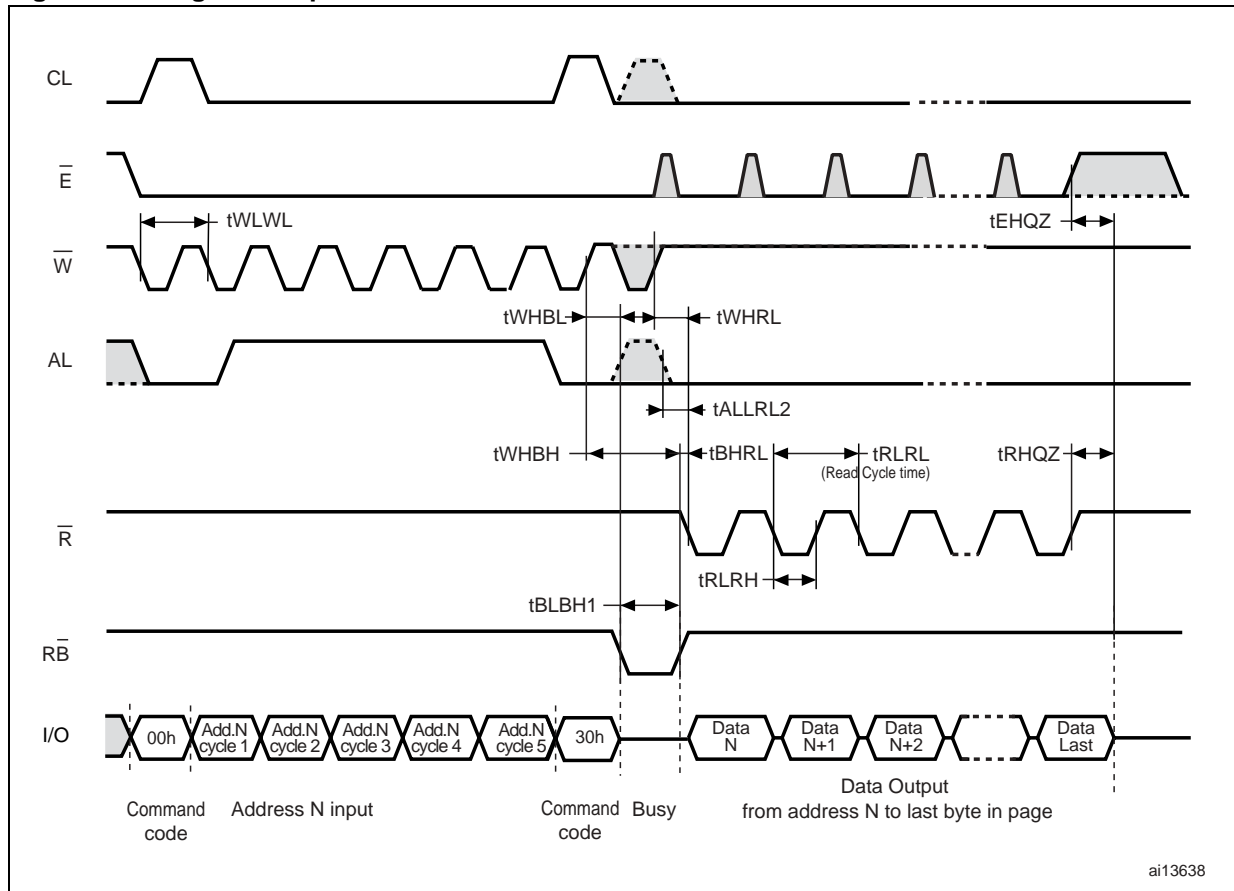 CL
E
tWLWL
tEHQZ
W
tWHBL
tWHRL
AL
tALLRL2
tWHBH
tBHRL
tRLRL
(Read Cycle time)
tRHQZ
R
tRLRH
tBLBH1
RB
I/O
00h
Add.N
cycle 1
Add.N
cycle 2
Add.N
cycle 3
Add.N
cycle 4
Add.N
cycle 5
30h
Data
N
Data
N+1
Data
N+2
Data
Last
Command
code
Address N input
Command
code
Busy
Data Output
from address N to last byte in page
ai13638